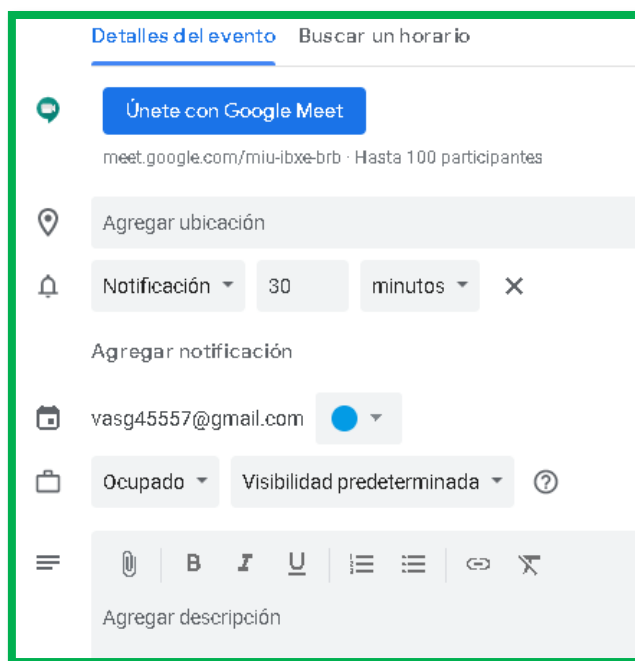 Detalles del evento Buscar un horario
Únete con Google Meet
meet.google.com/miu-ibxe-brb · Hasta 100 participantes
Agregar ubicación
Notificación 30 minutos
Agregar notificación
vasg45557@gmail.com
Ocupado Visibilidad predeterminada
B I U
Agregar descripción